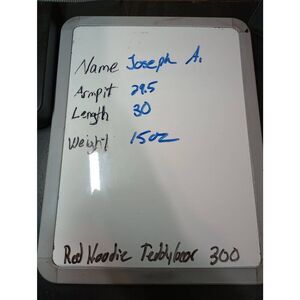 Name Joseph A.
Armpit 29.5
Length 30
Weight 15oz
Red Hoodie Teddybear 300